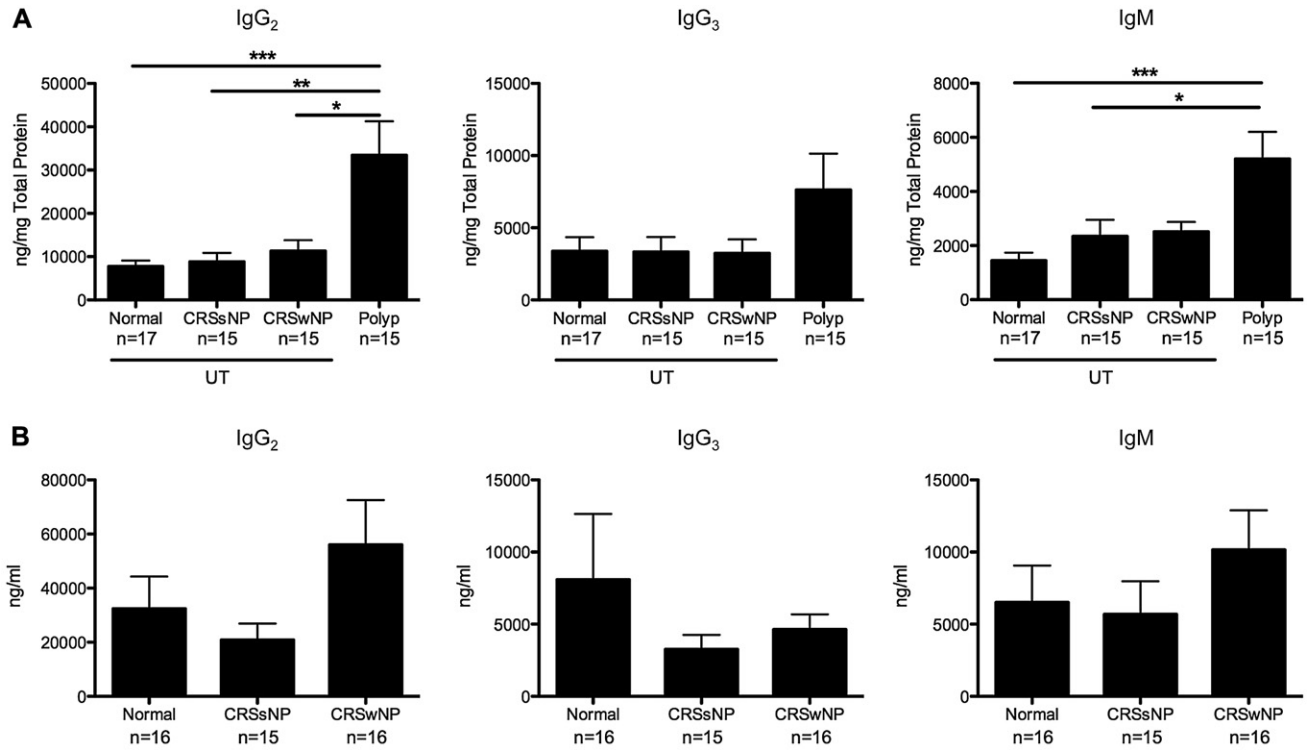 A
IgG2
IgG3
IgM
***
**
*
50000
40000
30000
20000
10000
0
ng/mg Total Protein
Normal
n=17
CRSsNP
n=15
CRSwNP
n=15
Polyp
n=15
UT
15000
10000
5000
0
ng/mg Total Protein
Normal
n=17
CRSsNP
n=15
CRSwNP
n=15
Polyp
n=15
UT
***
*
8000
6000
4000
2000
0
ng/mg Total Protein
Normal
n=17
CRSsNP
n=15
CRSwNP
n=15
Polyp
n=15
UT
B
IgG2
IgG3
IgM
80000
60000
40000
20000
0
ng/ml
Normal
n=16
CRSsNP
n=15
CRSwNP
n=16
15000
10000
5000
0
ng/ml
Normal
n=16
CRSsNP
n=15
CRSwNP
n=16
15000
10000
5000
0
ng/ml
Normal
n=16
CRSsNP
n=15
CRSwNP
n=16